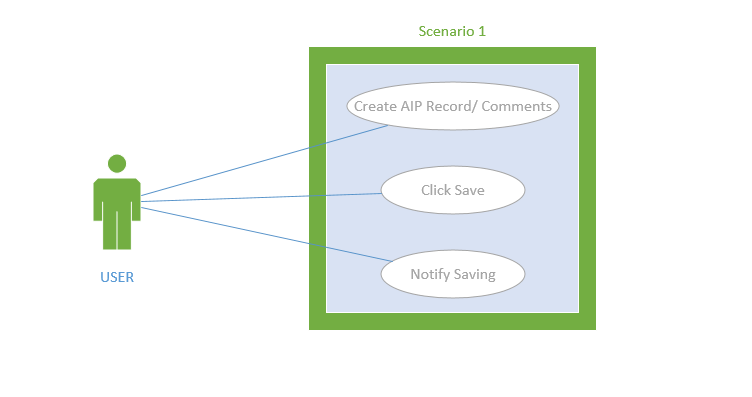 Scenario 1
Create AIP Record/ Comments
Click Save
Notify Saving
USER